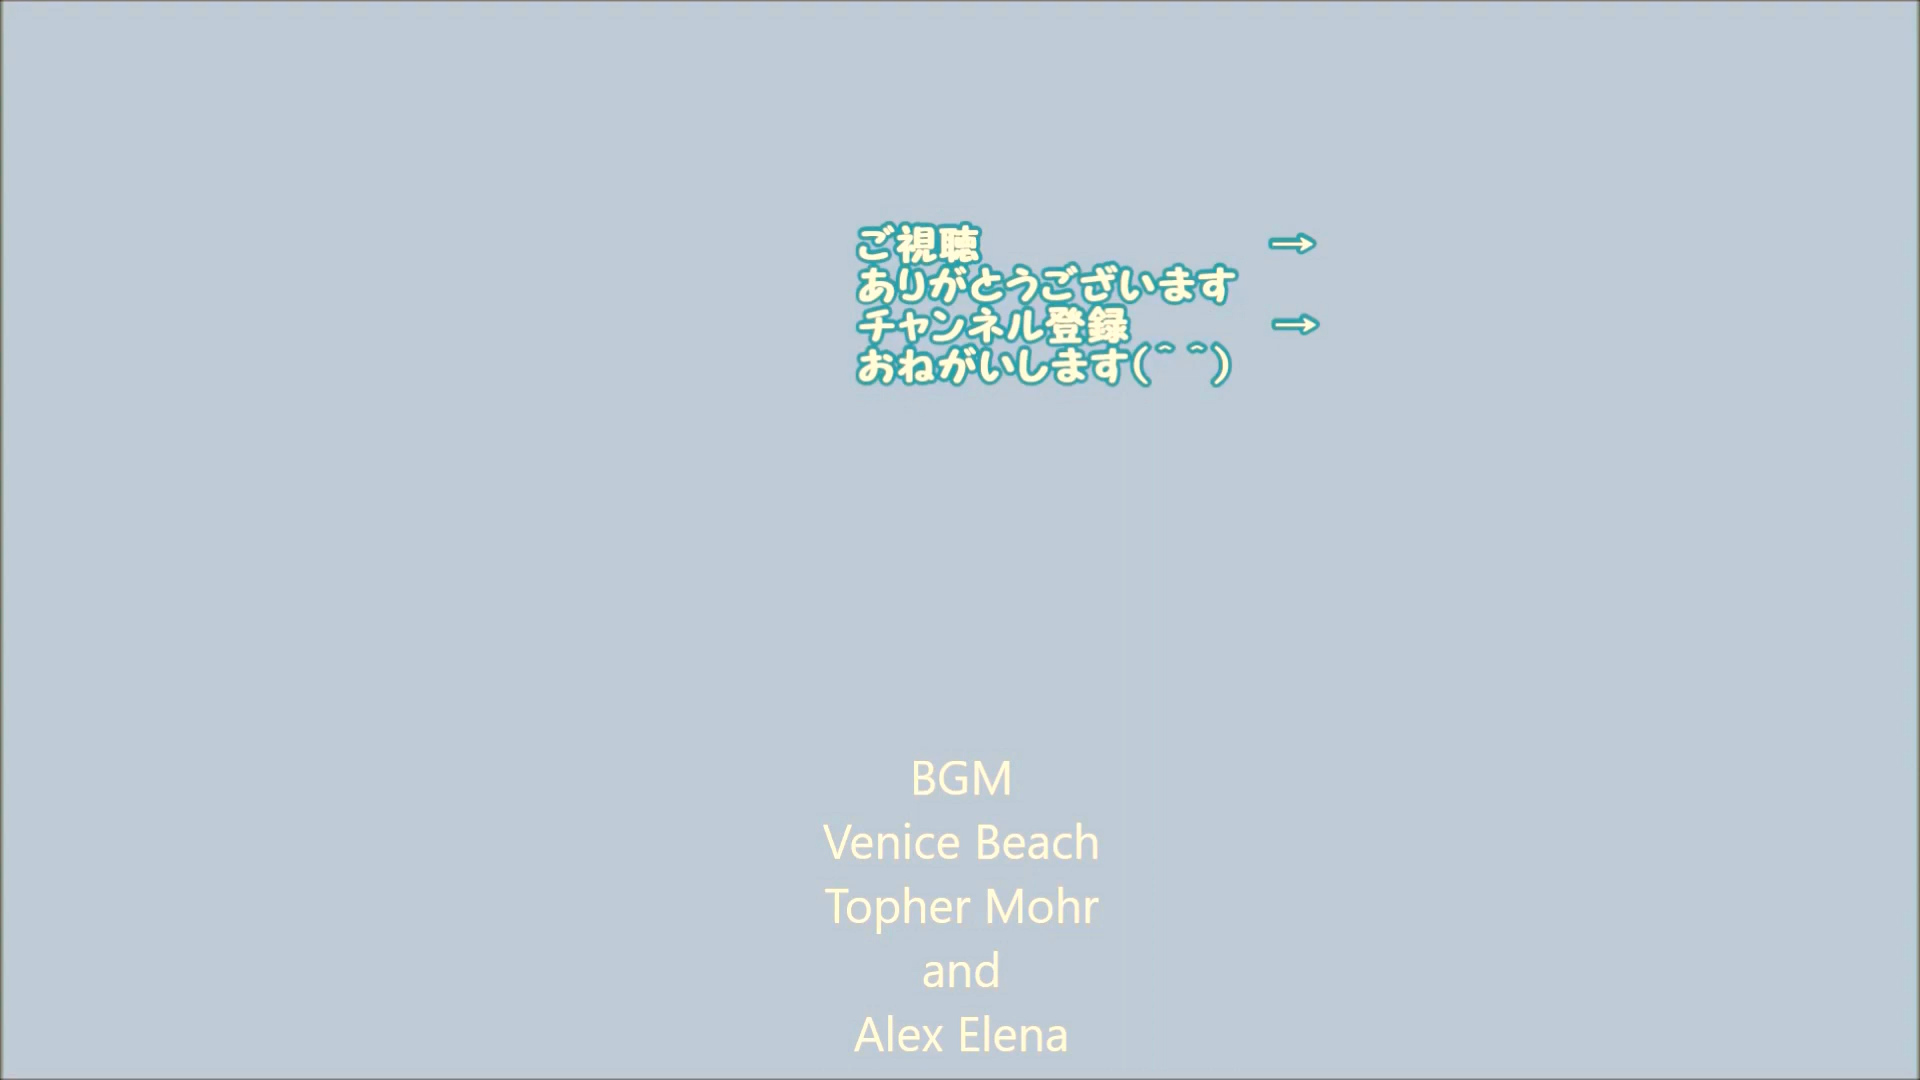 ご視聴 →
ありがとうございます
チャンネル登録 →
おねがいします(＾＾)
BGM
Venice Beach
Topher Mohr
and
Alex Elena